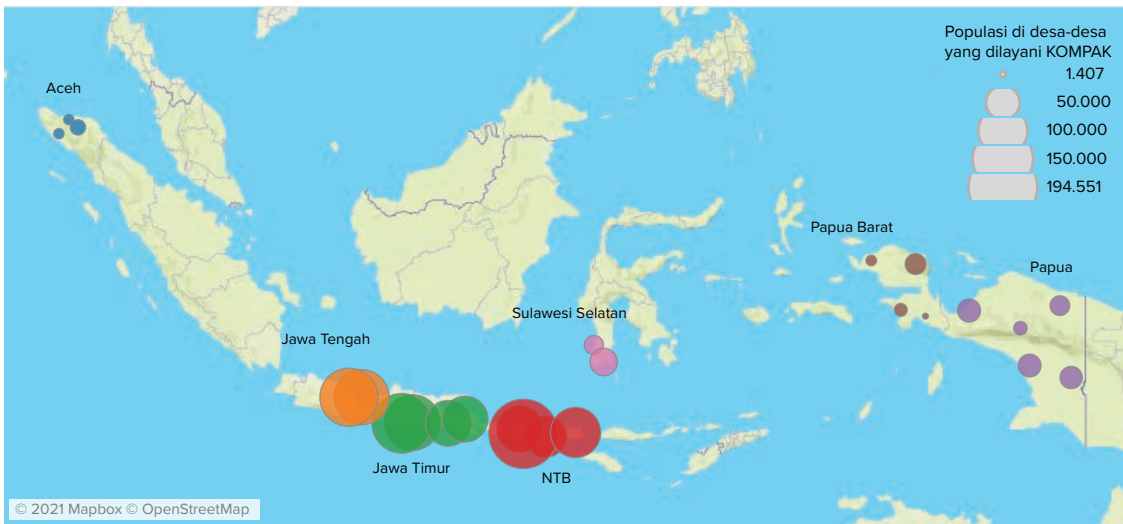 Populasi di desa-desa
yang dilayani KOMPAK
1.407
50.000
100.000
150.000
194.551
Aceh
Papua Barat
Papua
Sulawesi Selatan
Jawa Tengah
Jawa Timur
NTB
© 2021 Mapbox © OpenStreetMap